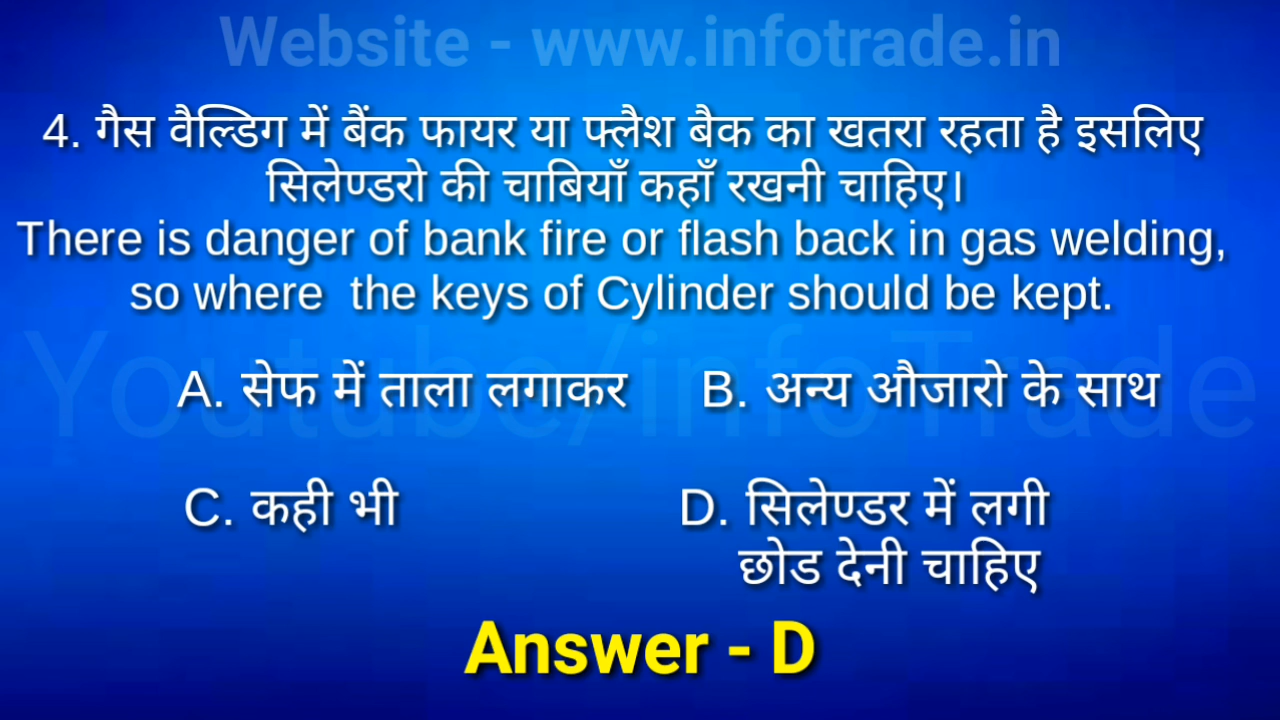 Website - www.infotrade.in
4. गैस वैल्डिग में बैंक फायर या फ्लैश बैक का खतरा रहता है इसलिए
सिलेण्डरो की चाबियाँ कहाँ रखनी चाहिए।
There is danger of bank fire or flash back in gas welding,
so where the keys of Cylinder should be kept.
Youtube/infoTrade
A. सेफ में ताला लगाकर B. अन्य औजारो के साथ
C. कही भी D. सिलेण्डर में लगी
छोड देनी चाहिए
Answer - D